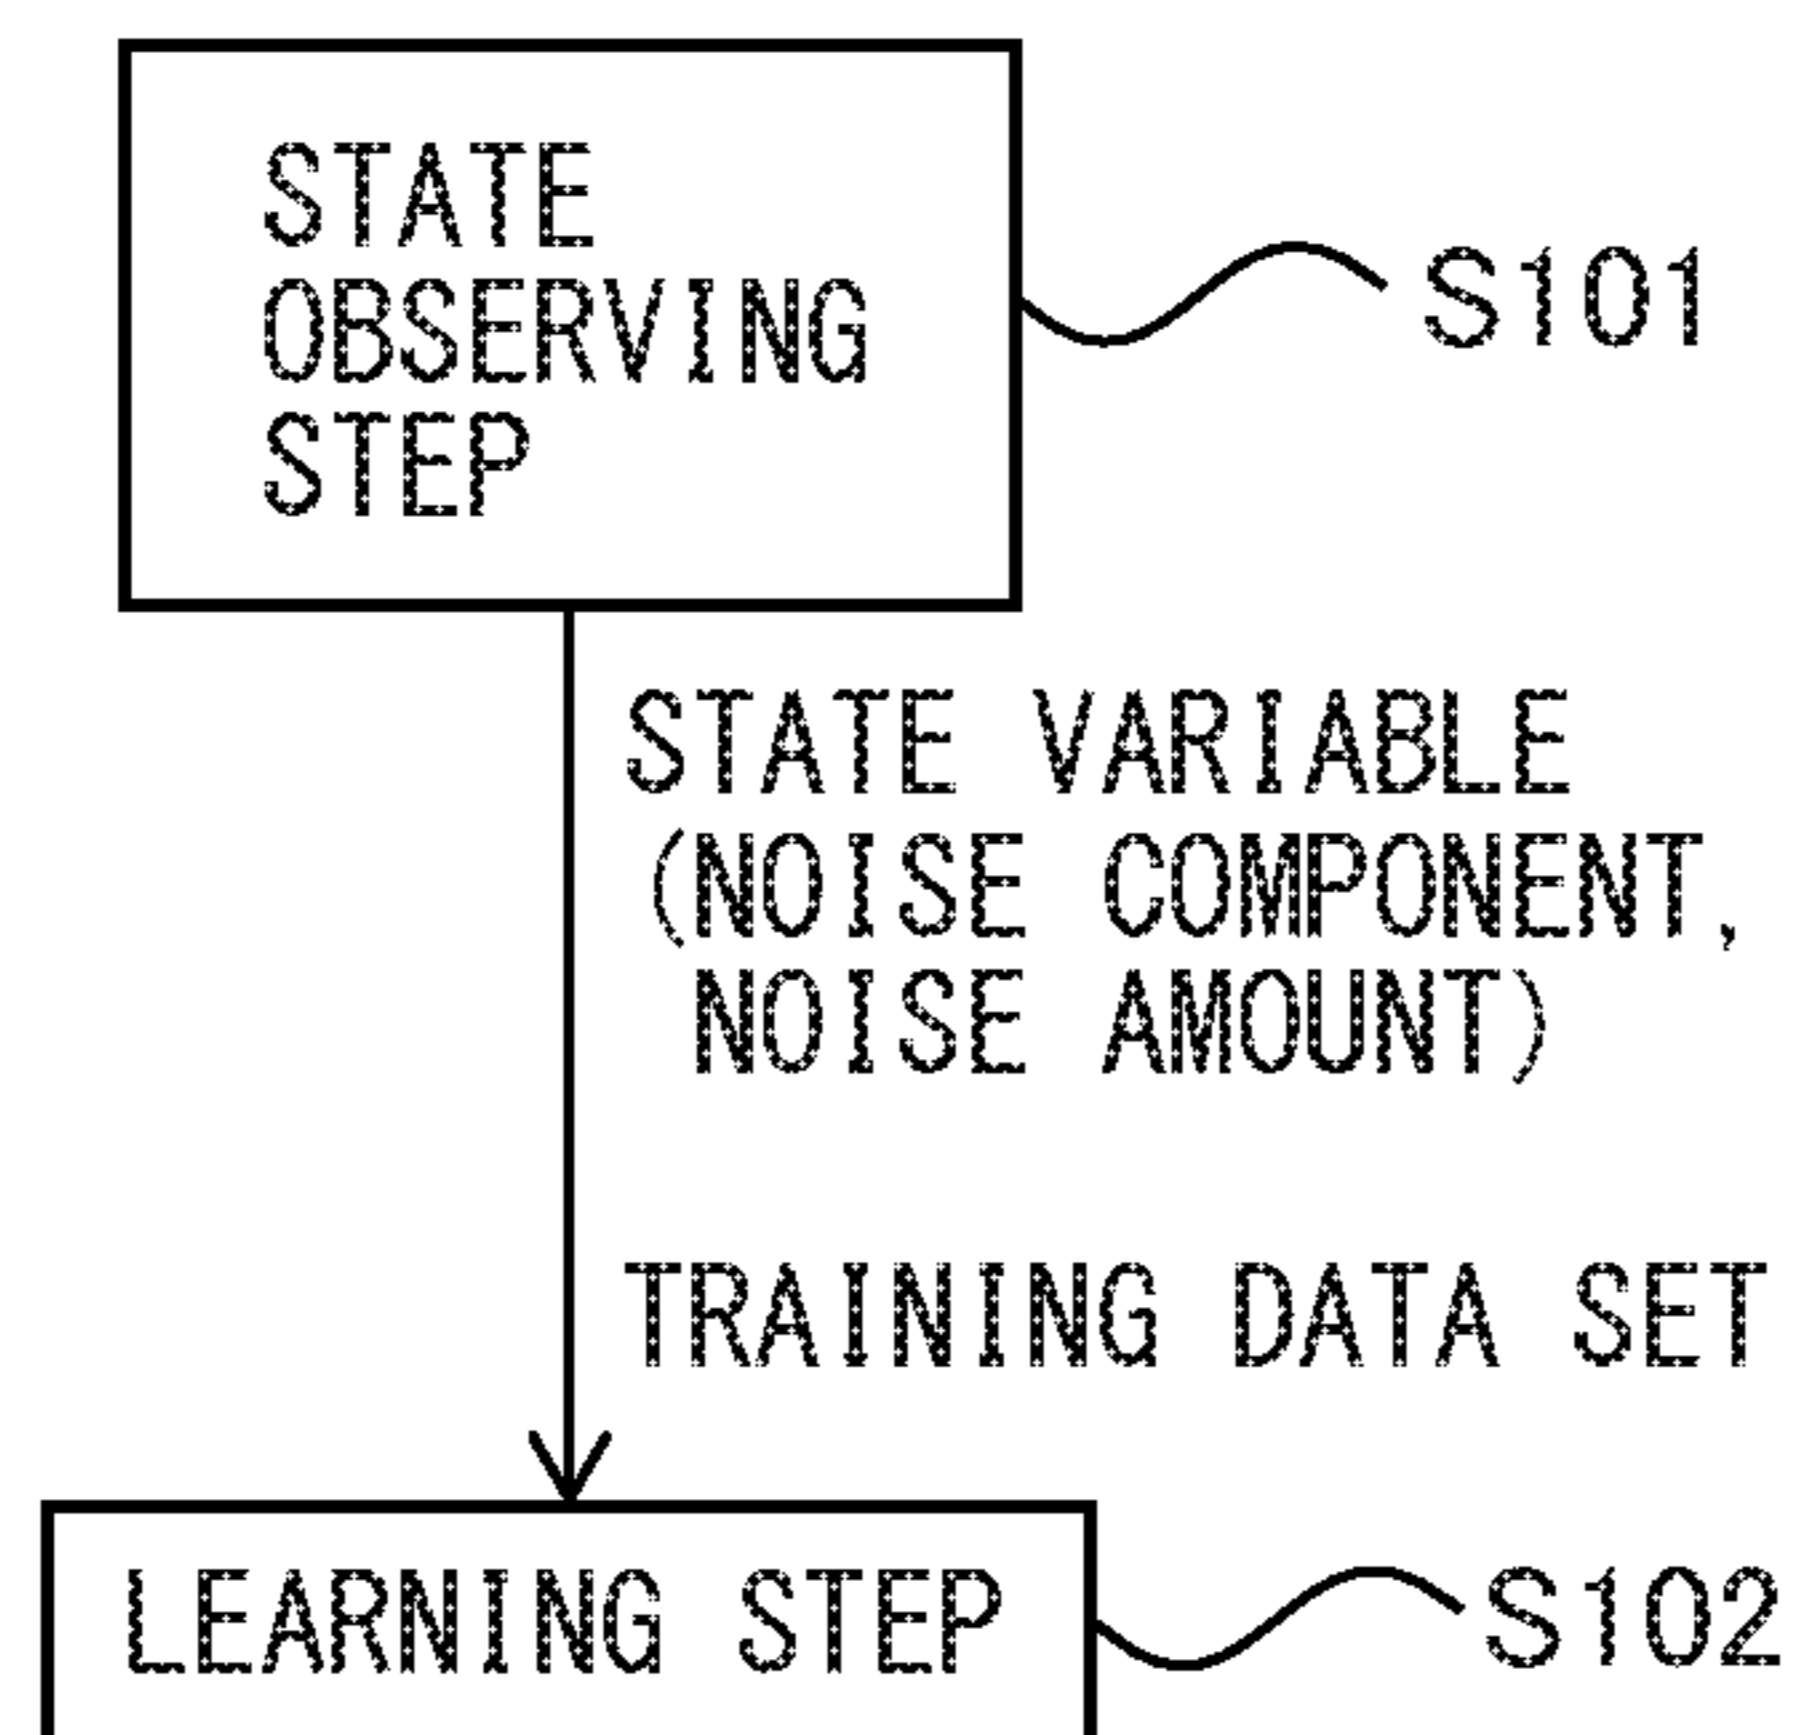 STATE
OBSERVING
STEP
S101
STATE VARIABLE
(NOISE COMPONENT,
NOISE AMOUNT)
TRAINING DATA SET
LEARNING STEP
S102